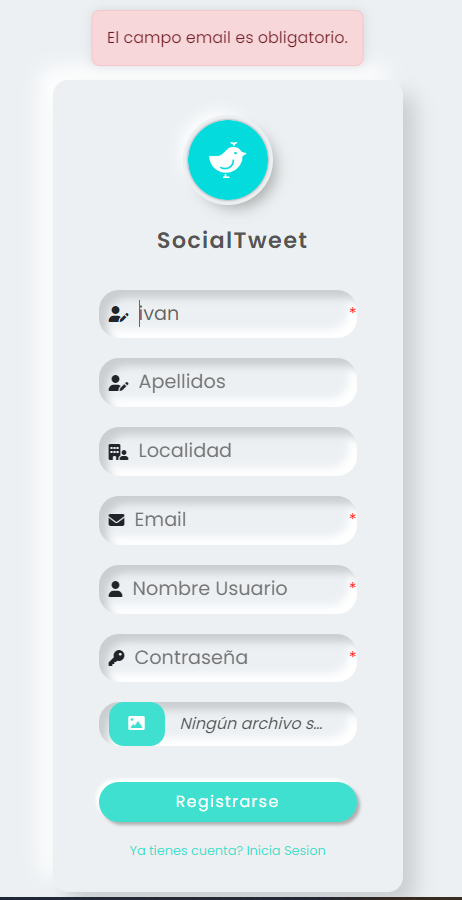 El campo email es obligatorio.
SocialTweet
ivan *
Apellidos
Localidad
Email *
Nombre Usuario *
Contraseña *
Ningún archivo s...
Registrarse
Ya tienes cuenta? Inicia Sesion